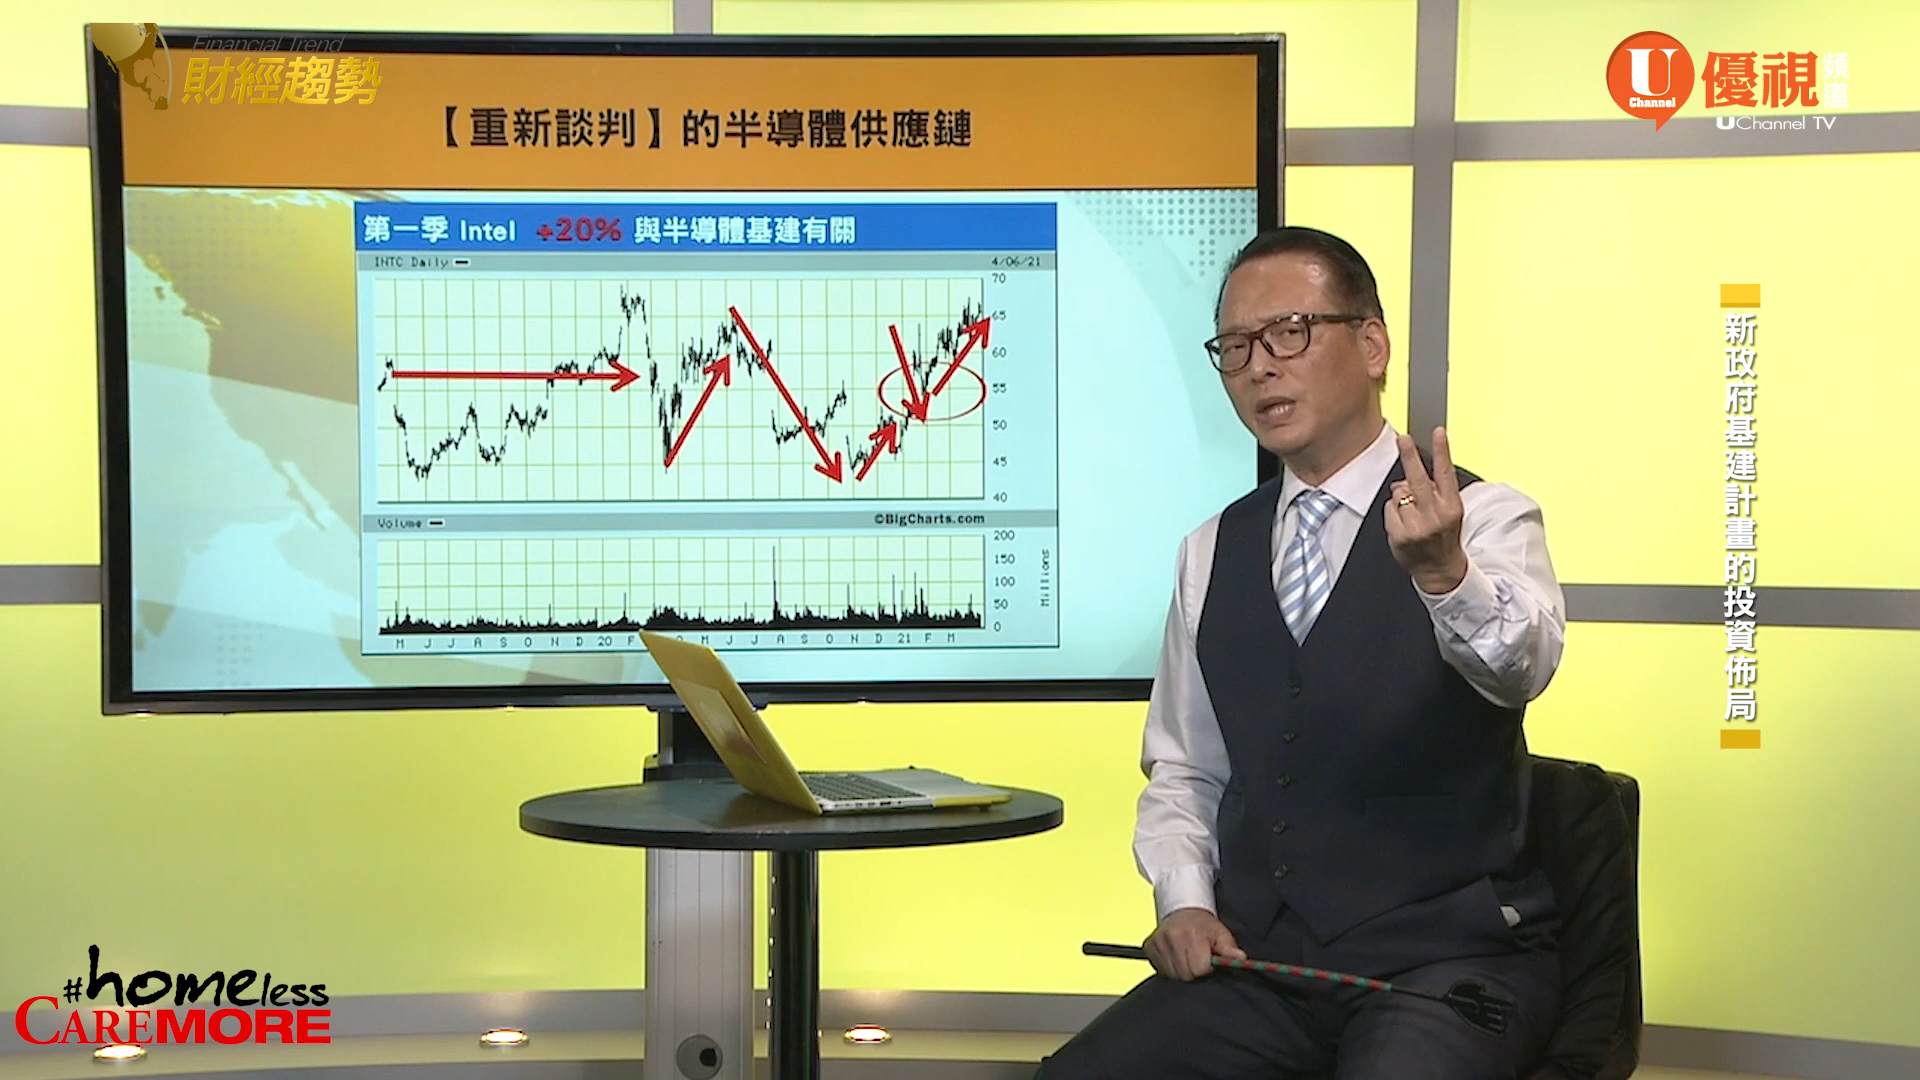 Financial Trend
財經趨勢
U
Channel
優視
頻道
UChannel TV
【重新談判】的半導體供應鏈
第一季 Intel +20% 與半導體基建有關
INTC Daily
4/06/21
70
65
60
55
50
45
40
Volume
©BigCharts.com
200
150
100
50
0
Millions
M J J A S O N D 20 F M J J A S O N D 21 F M
新政府基建計畫的投資佈局
#homeless
CAREMORE